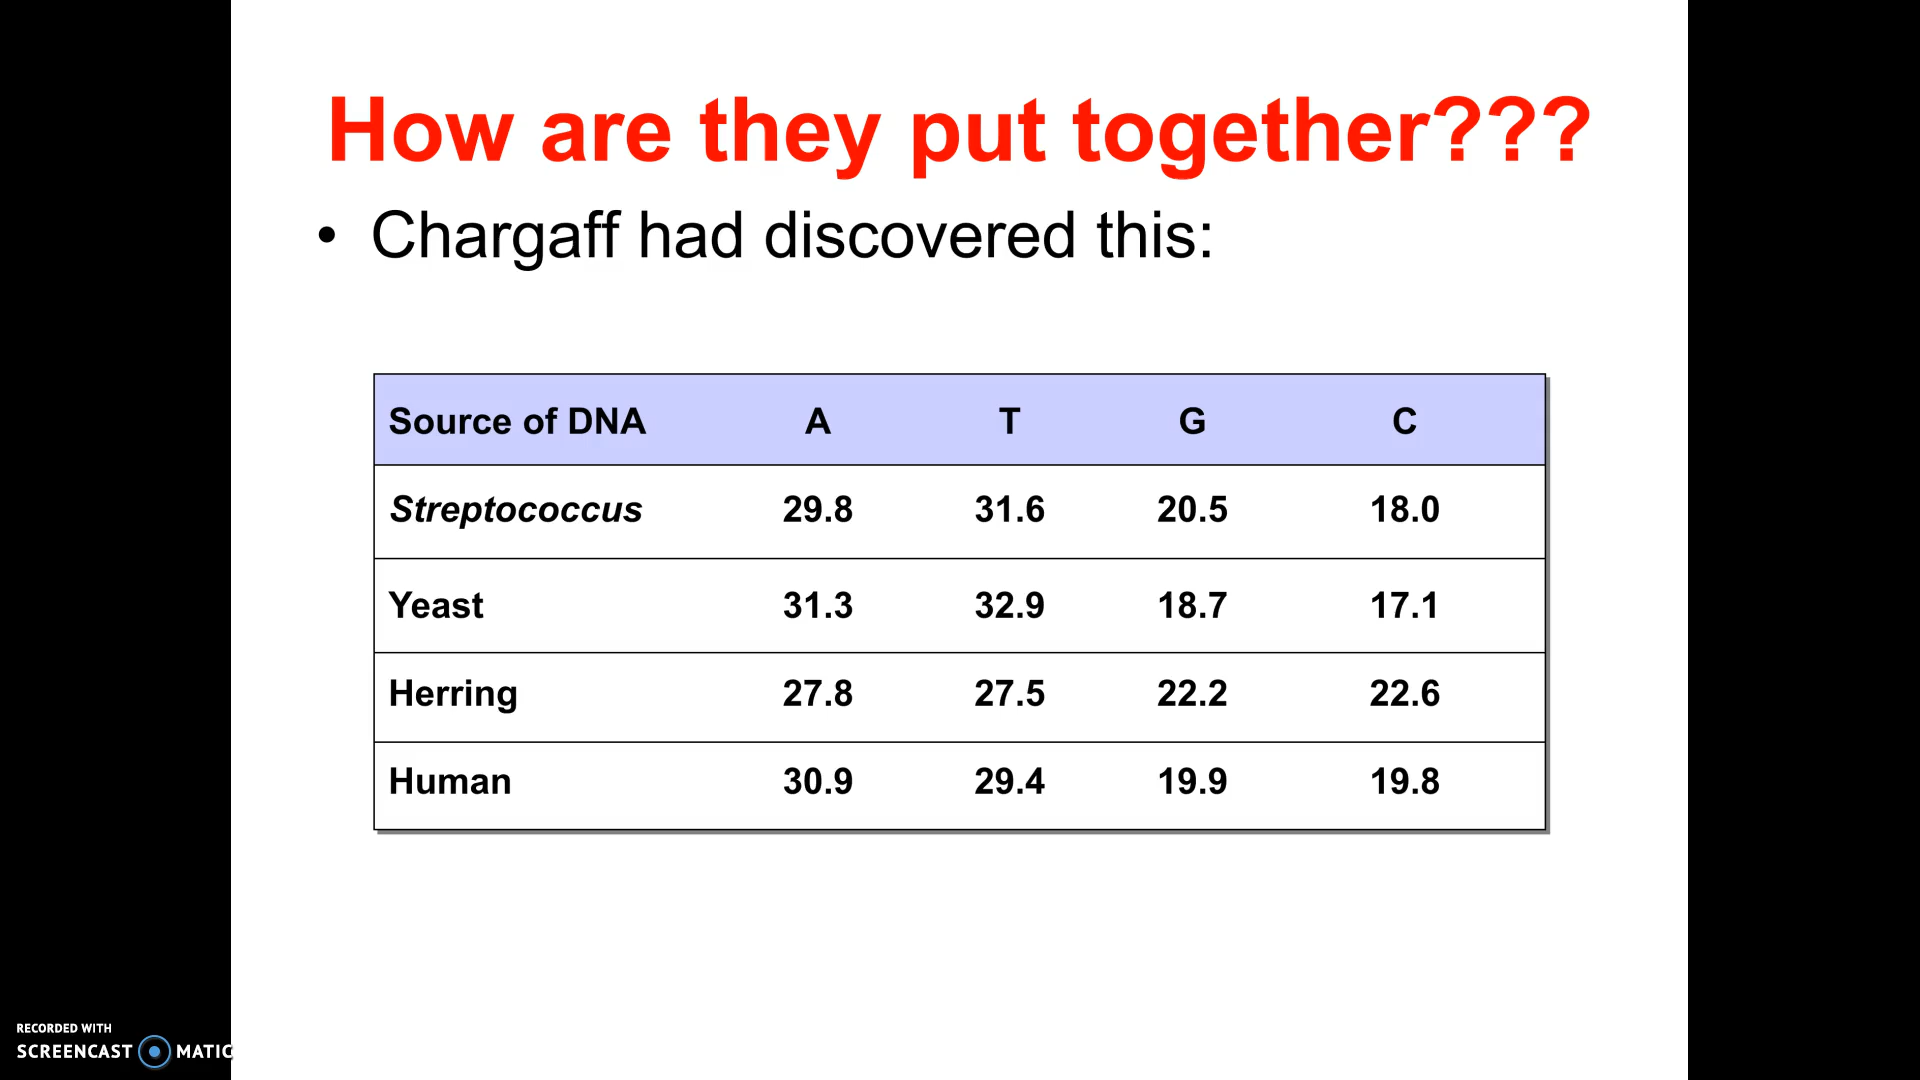 How are they put together???
• Chargaff had discovered this:
Source of DNA A T G C
Streptococcus 29.8 31.6 20.5 18.0
Yeast 31.3 32.9 18.7 17.1
Herring 27.8 27.5 22.2 22.6
Human 30.9 29.4 19.9 19.8
RECORDED WITH
SCREENCAST MATIC